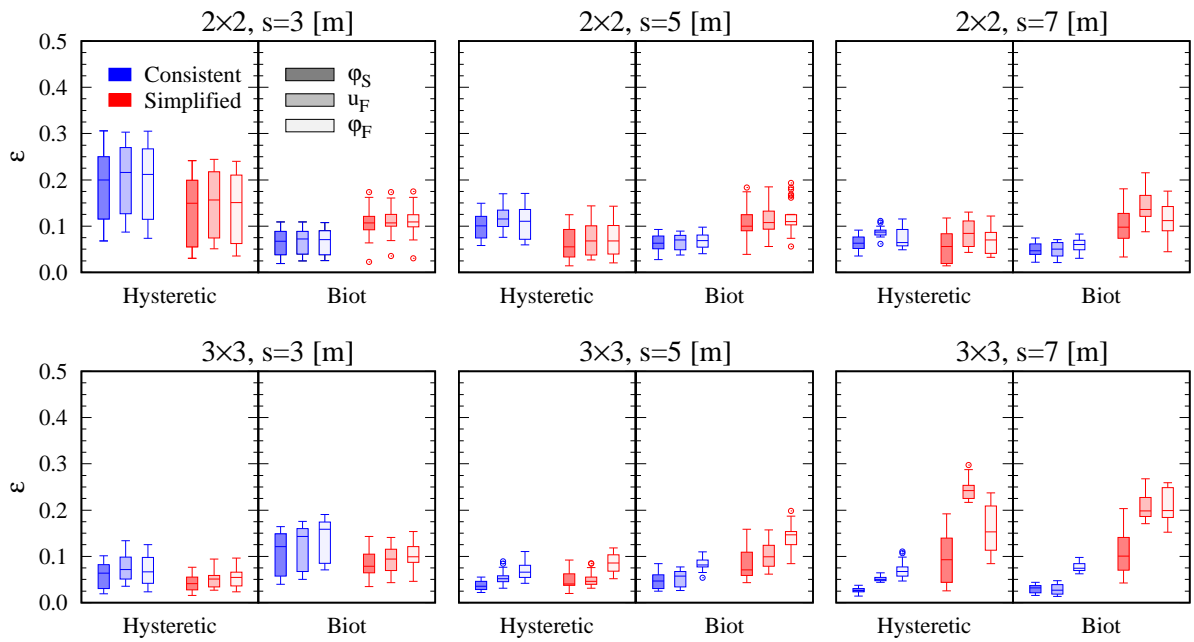 2×2, s=3 [m] 2×2, s=5 [m] 2×2, s=7 [m]
0.5
0.4
0.3
0.2
0.1
0.0
ε
Consistent
Simplified
φS
uF
φF
Hysteretic Biot Hysteretic Biot Hysteretic Biot
3×3, s=3 [m] 3×3, s=5 [m] 3×3, s=7 [m]
0.5
0.4
0.3
0.2
0.1
0.0
ε
Hysteretic Biot Hysteretic Biot Hysteretic Biot